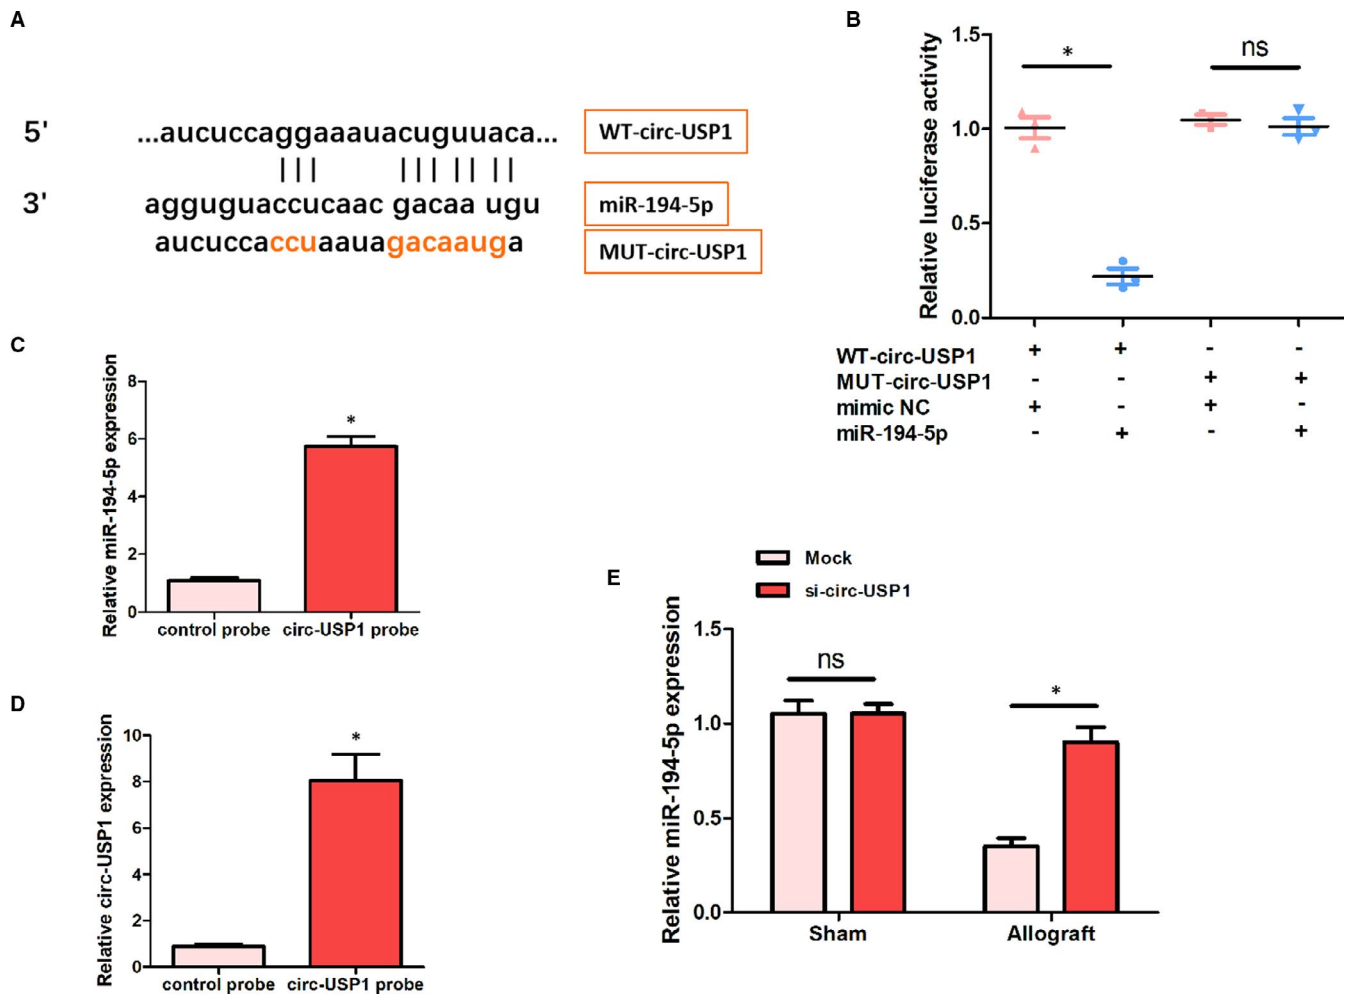 A
5' ...aucuccaggaaauacuguuaca... WT-circ-USP1
3' agguguaccucaac gacaa ugu miR-194-5p
aucuccaccuaauagacaauga MUT-circ-USP1
B
Relative luciferase activity
1.5
1.0
0.5
0.0
* ns
WT-circ-USP1 + + - -
MUT-circ-USP1 - - + +
mimic NC + - + -
miR-194-5p - + - +
C
Relative miR-194-5p expression
8
6
4
2
0
*
control probe circ-USP1 probe
D
Relative circ-USP1 expression
10
8
6
4
2
0
*
control probe circ-USP1 probe
E
Mock
si-circ-USP1
Relative miR-194-5p expression
1.5
1.0
0.5
0.0
ns *
Sham Allograft